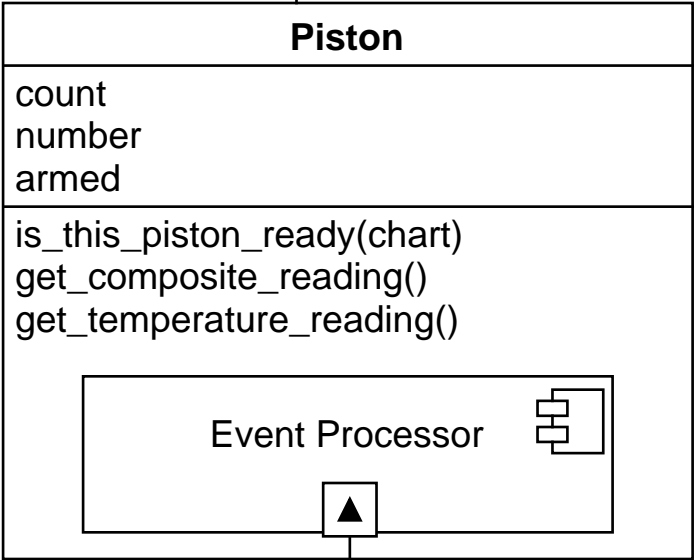 Piston
count
number
armed
is_this_piston_ready(chart)
get_composite_reading()
get_temperature_reading()
Event Processor